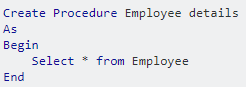 Create Procedure Employee details
As
Begin
    Select * from Employee
End